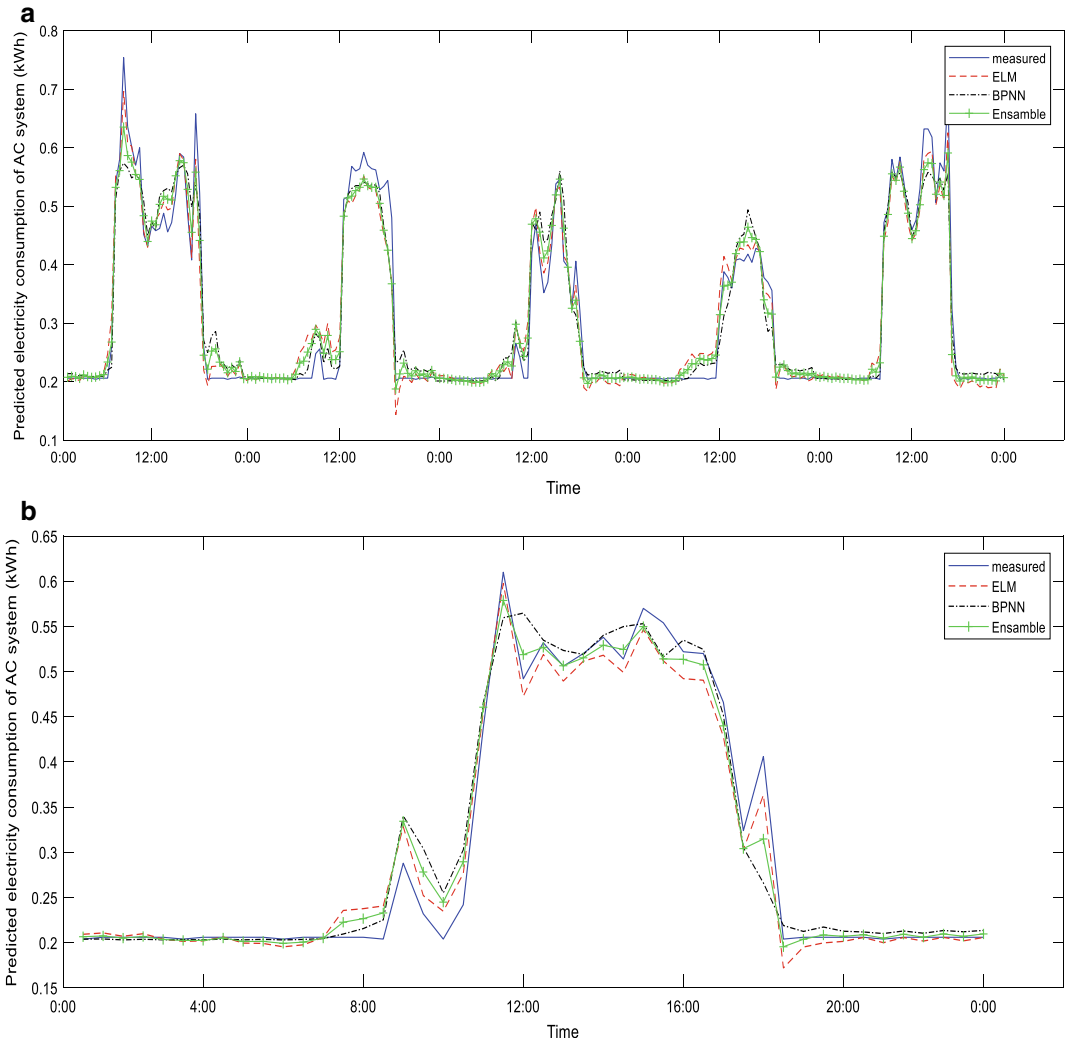 a
Predicted electricity consumption of AC system (kWh)
0.8
0.7
0.6
0.5
0.4
0.3
0.2
0.1
measured
ELM
BPNN
Ensamble
0:00 12:00 0:00 12:00 0:00 12:00 0:00 12:00 0:00 12:00 0:00
Time
b
Predicted electricity consumption of AC system (kWh)
0.65
0.6
0.55
0.5
0.45
0.4
0.35
0.3
0.25
0.2
0.15
measured
ELM
BPNN
Ensamble
0:00 4:00 8:00 12:00 16:00 20:00 0:00
Time